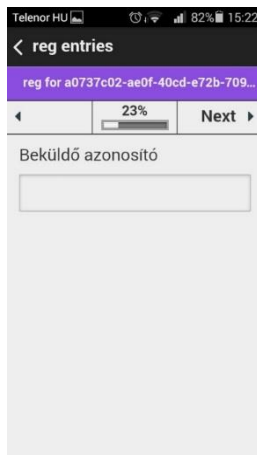 Telenor HU 82% 15:22
reg entries
reg for a0737c02-ae0f-40cd-e72b-709...
23% Next
Beküldő azonosító